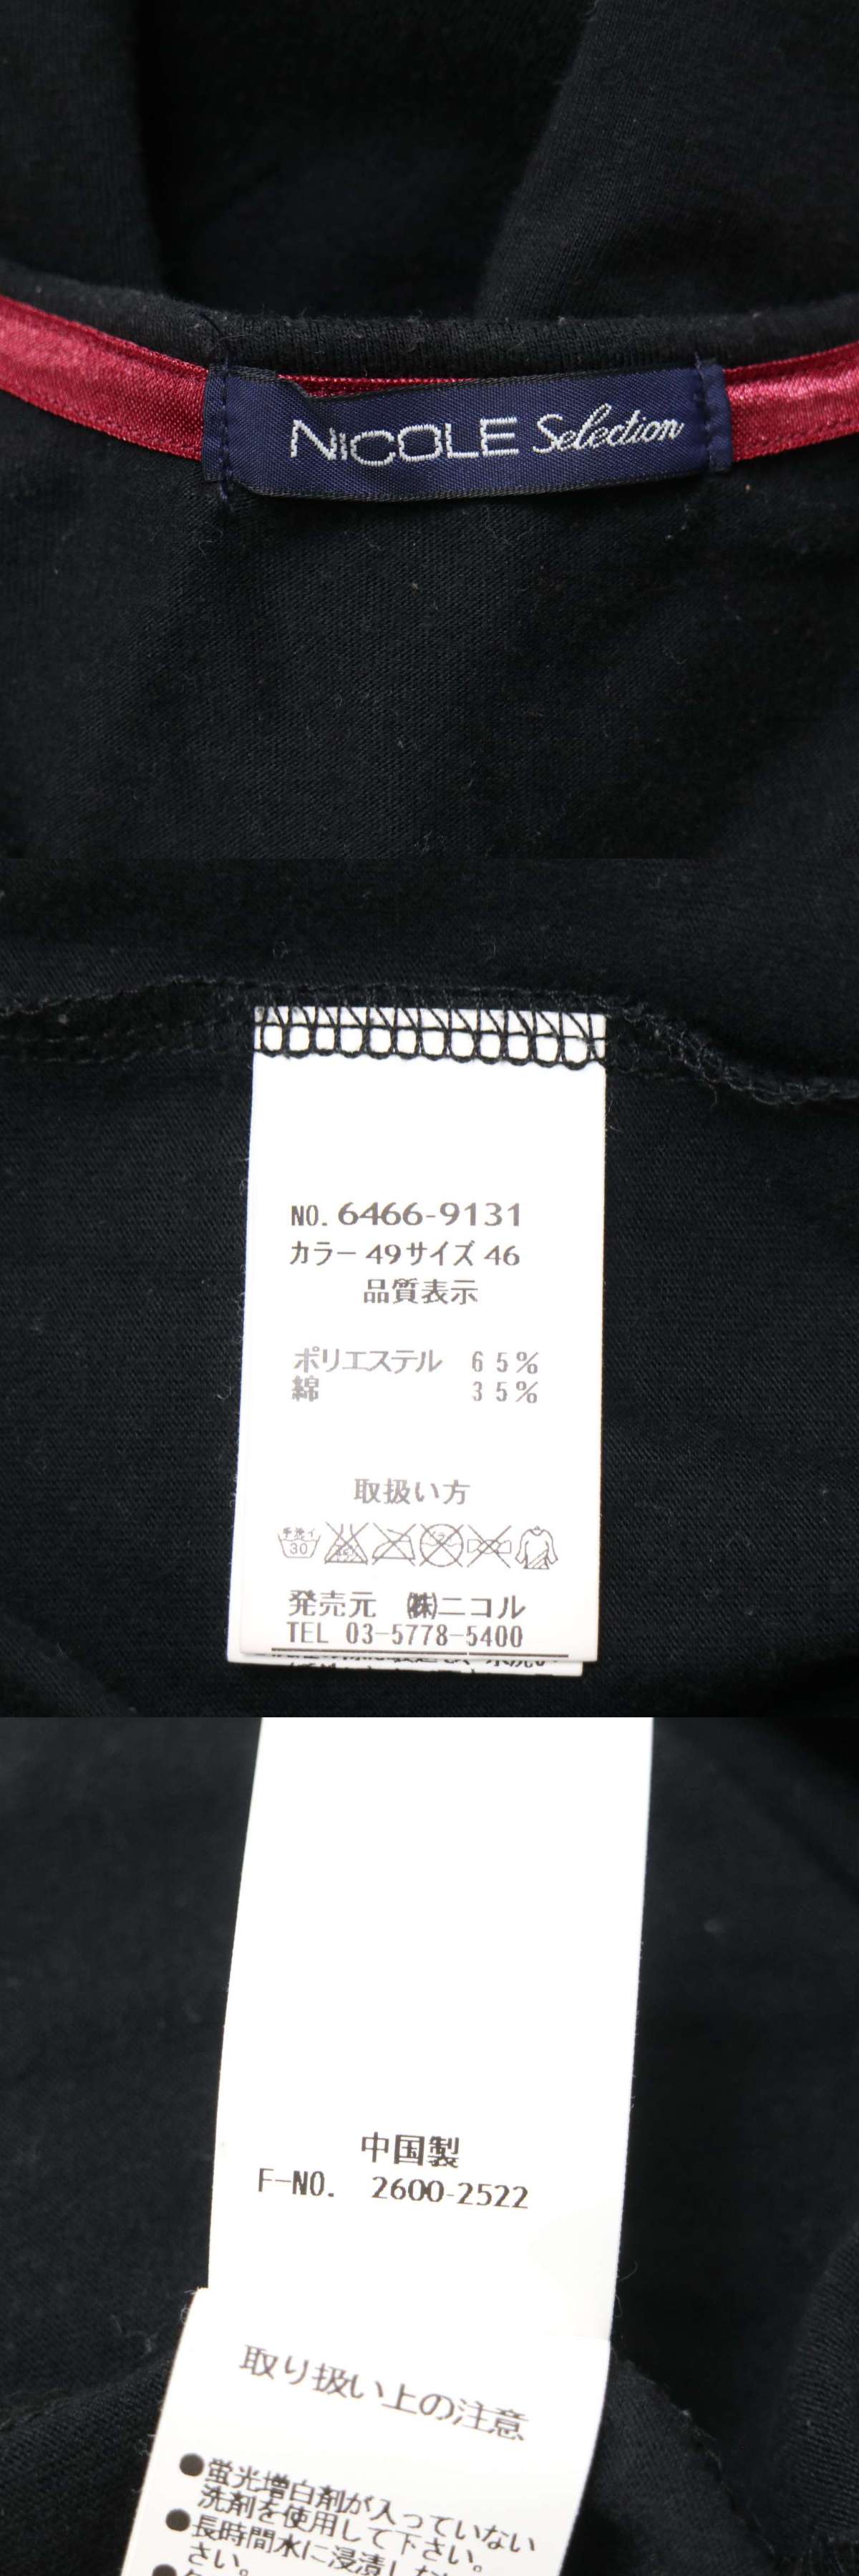 NICOLE Selection
NO. 6466-9131
カラー 49 サイズ 46
品質表示
ポリエステル 65%
綿 35%
取扱い方
手洗イ
30
発売元 ㈱ニコル
TEL 03-5778-5400
中国製
F-NO. 2600-2522
取り扱い上の注意
●蛍光増白剤が入っていない
洗剤を使用して下さい。
●長時間水に浸漬しな
さい。